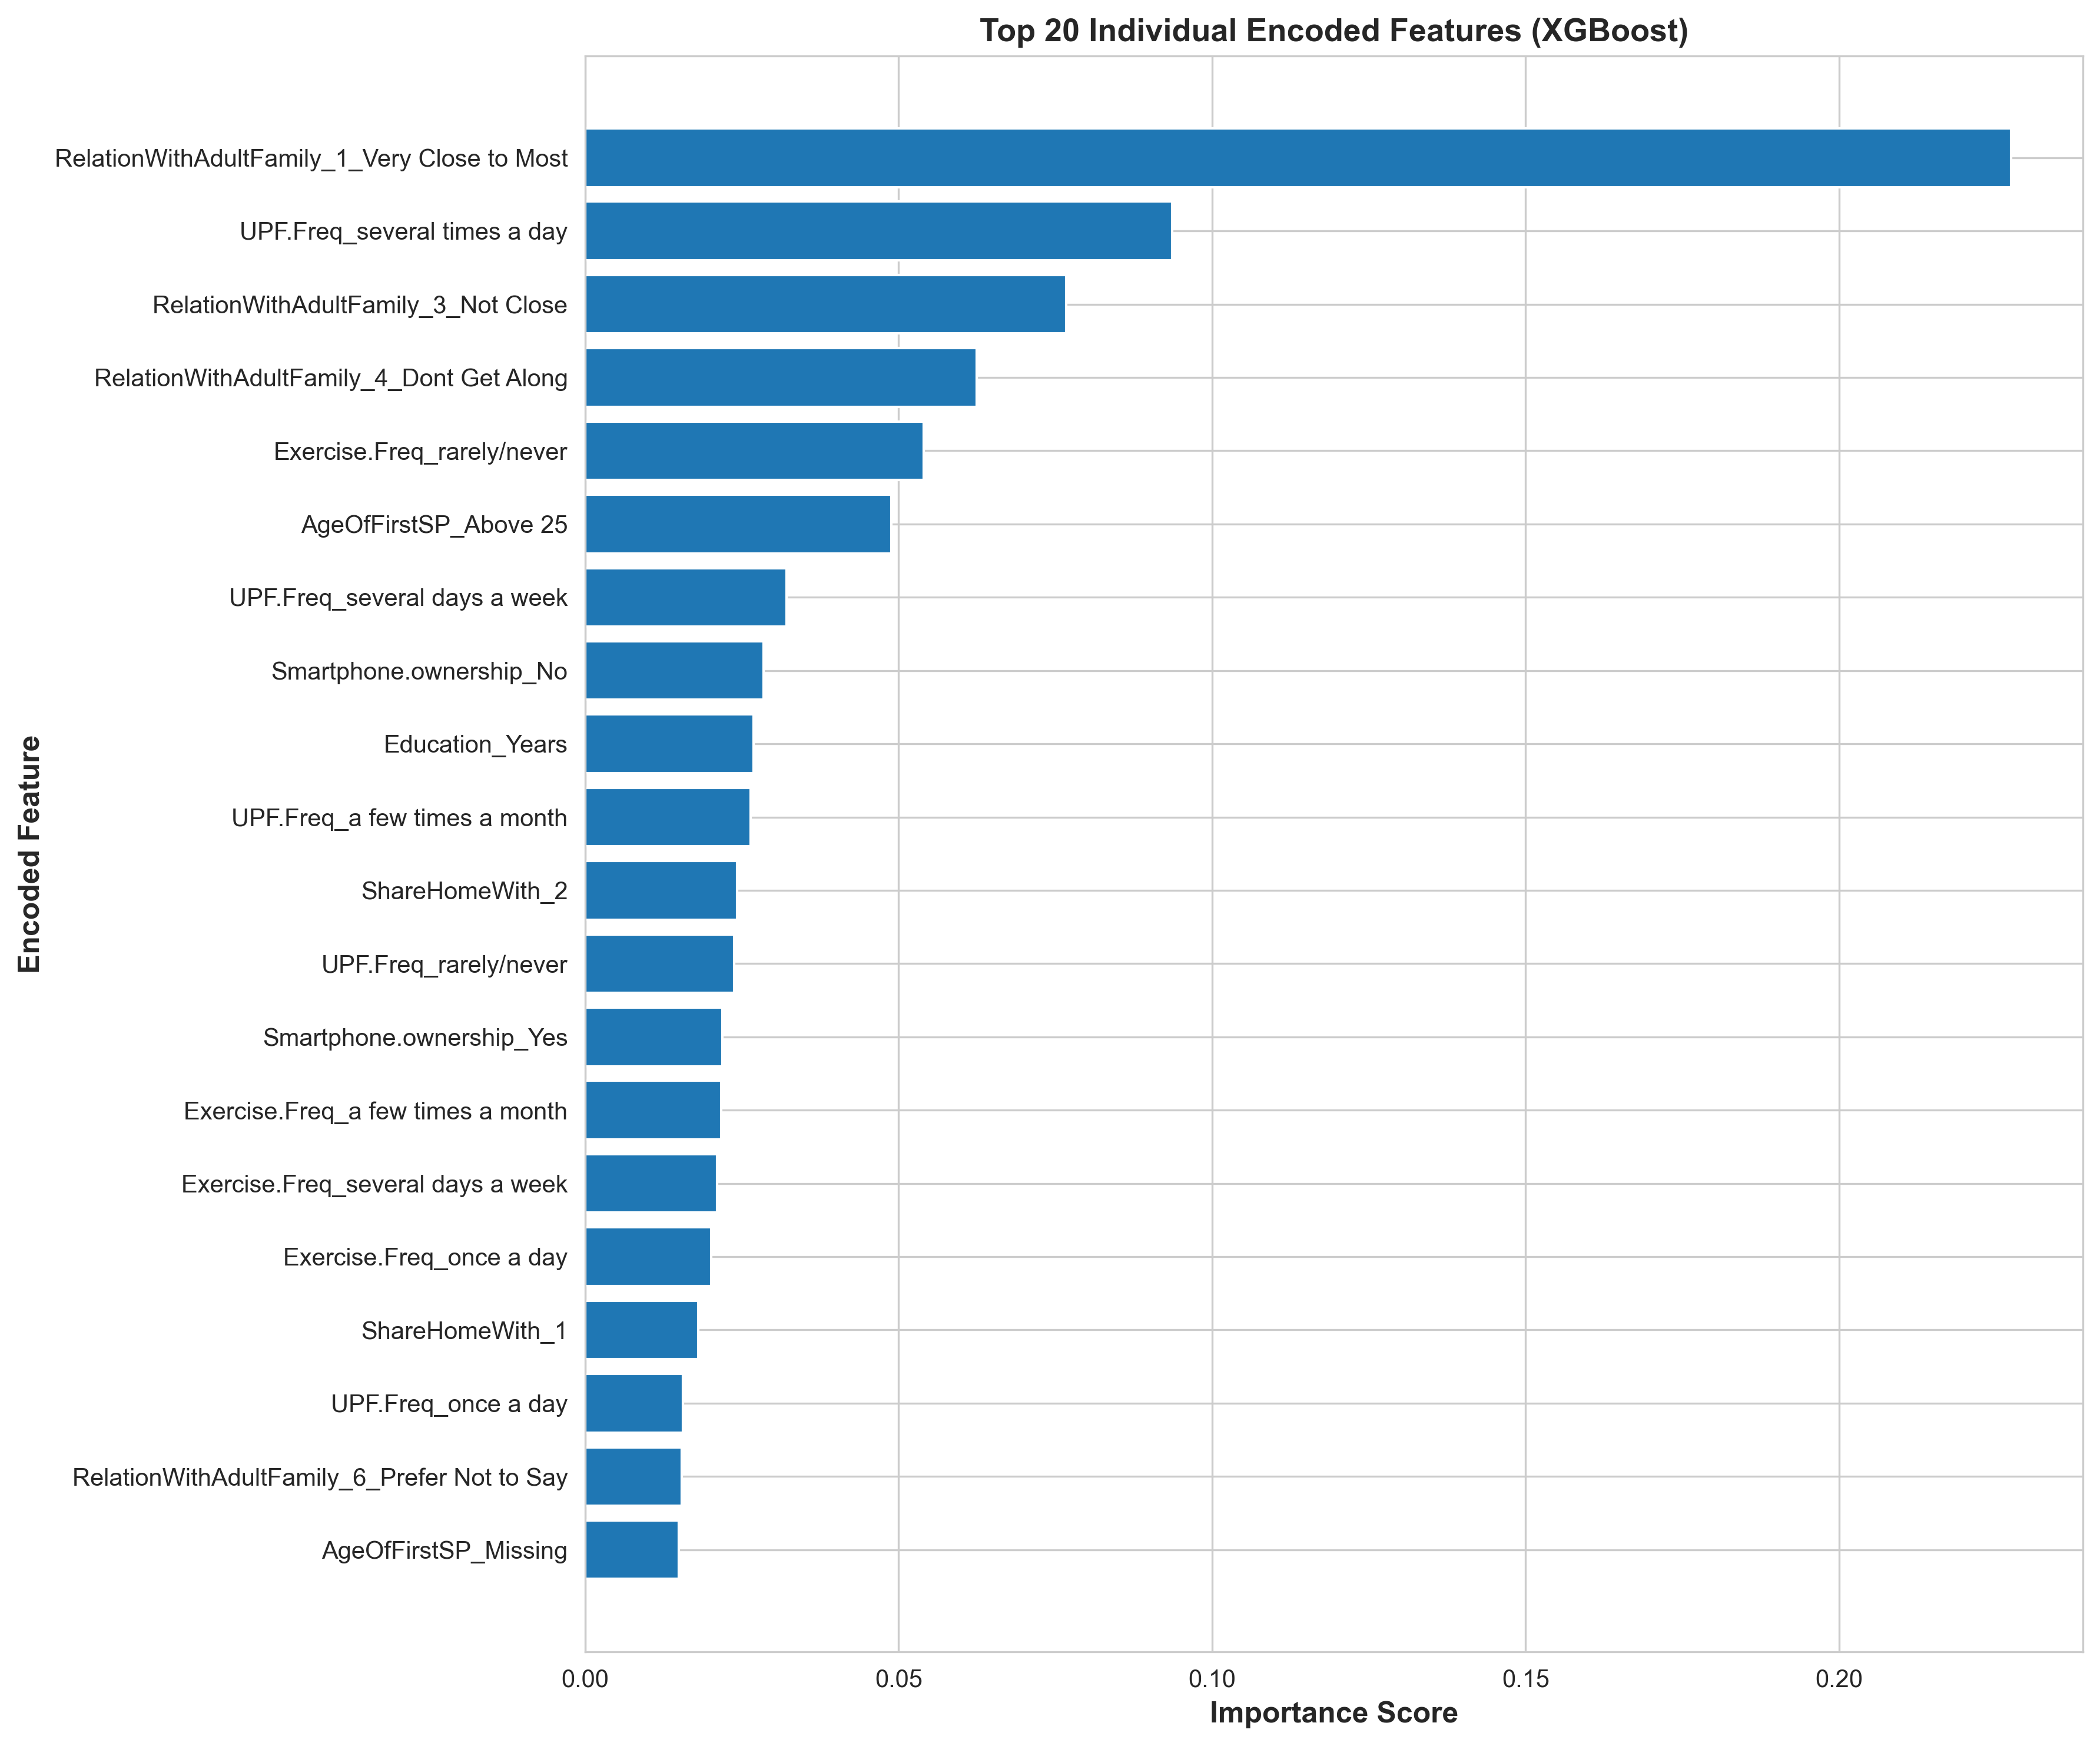 Top 20 Individual Encoded Features (XGBoost)
Encoded Feature
RelationWithAdultFamily_1_Very Close to Most
UPF.Freq_several times a day
RelationWithAdultFamily_3_Not Close
RelationWithAdultFamily_4_Dont Get Along
Exercise.Freq_rarely/never
AgeOfFirstSP_Above 25
UPF.Freq_several days a week
Smartphone.ownership_No
Education_Years
UPF.Freq_a few times a month
ShareHomeWith_2
UPF.Freq_rarely/never
Smartphone.ownership_Yes
Exercise.Freq_a few times a month
Exercise.Freq_several days a week
Exercise.Freq_once a day
ShareHomeWith_1
UPF.Freq_once a day
RelationWithAdultFamily_6_Prefer Not to Say
AgeOfFirstSP_Missing
0.00 0.05 0.10 0.15 0.20
Importance Score